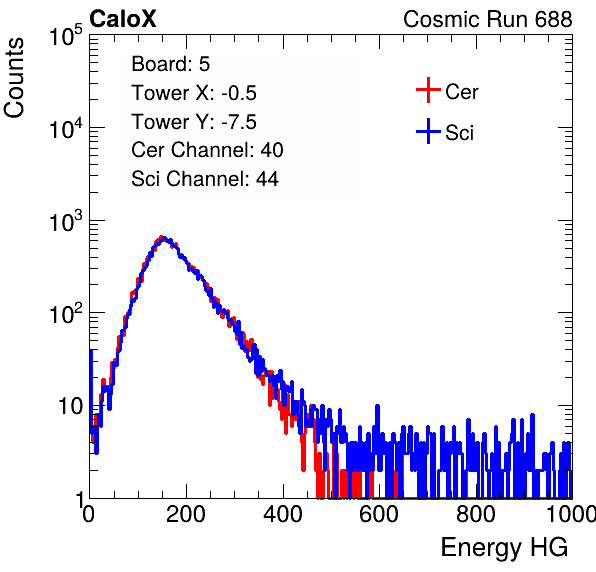 CaloX Cosmic Run 688
Counts
10^5
10^4
10^3
10^2
10
1
Board: 5
Tower X: -0.5
Tower Y: -7.5
Cer Channel: 40
Sci Channel: 44
Cer
Sci
0 200 400 600 800 1000
Energy HG